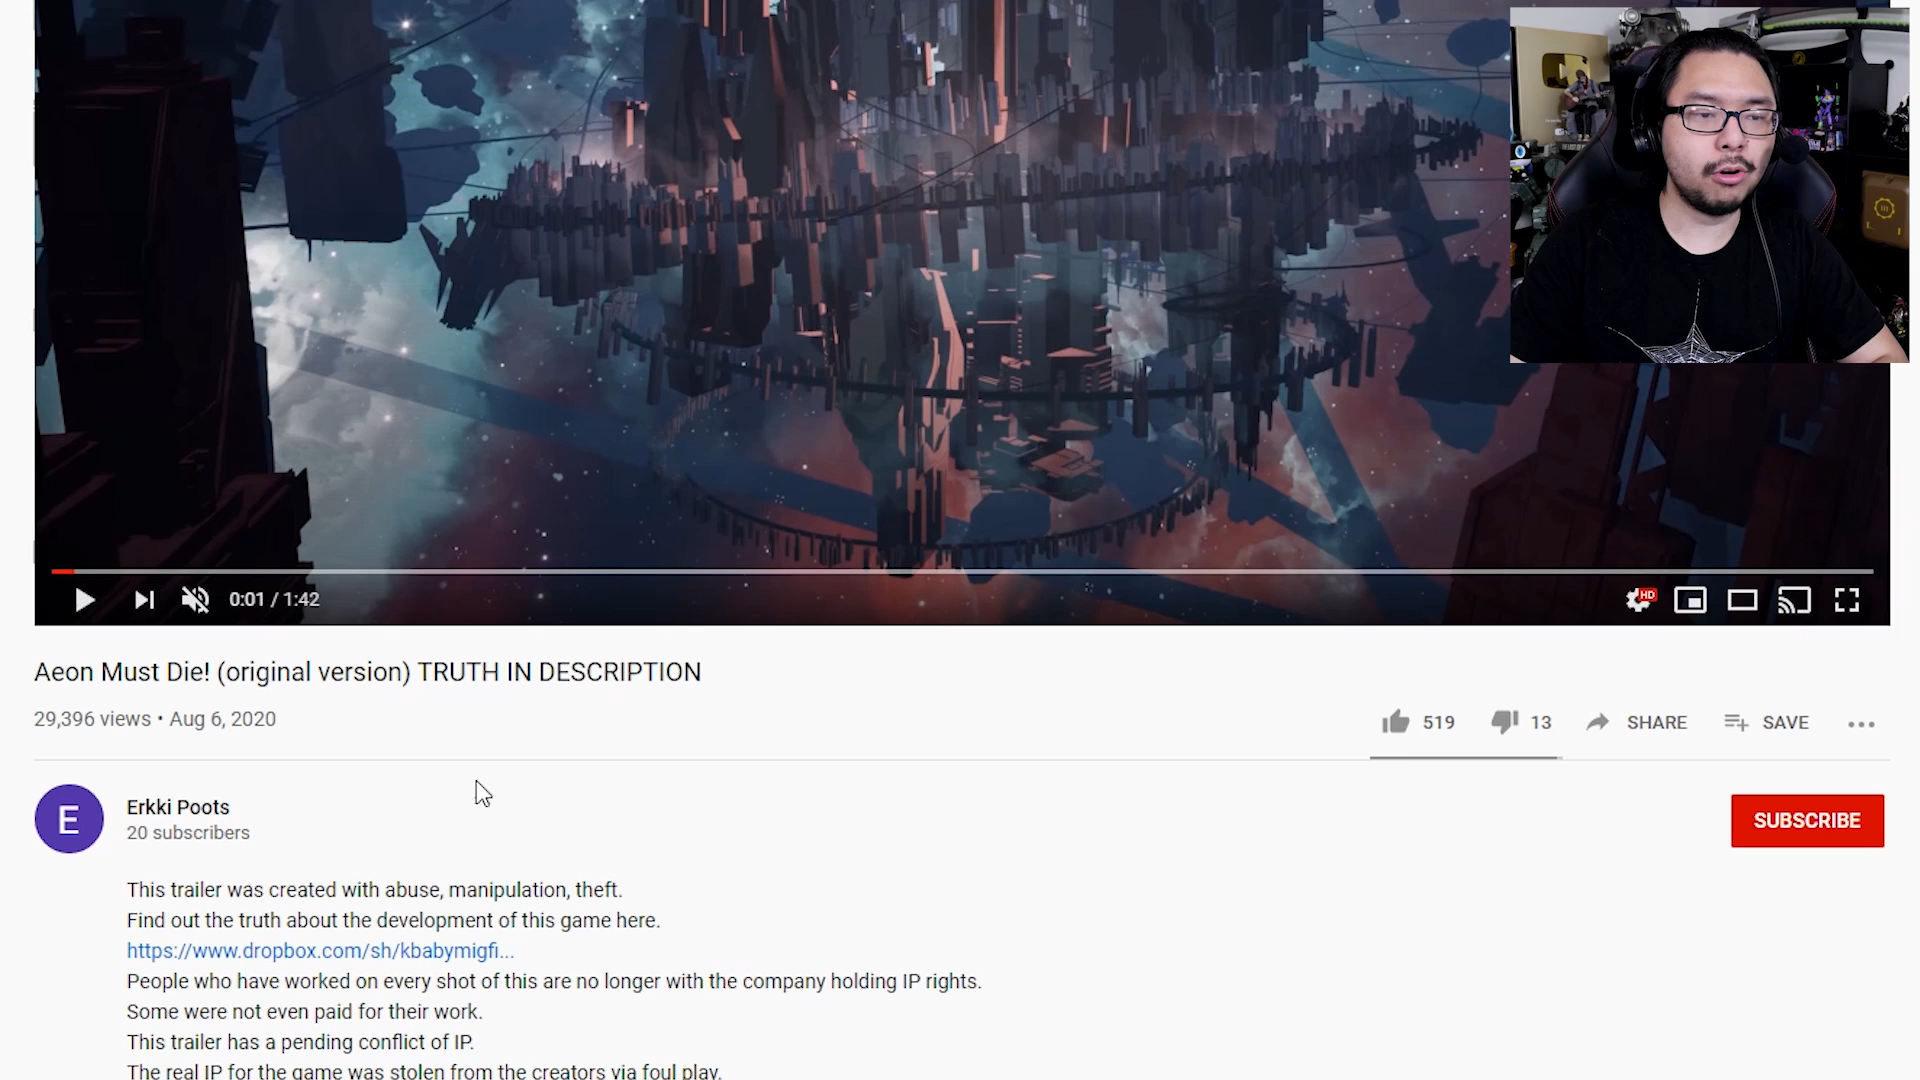 0:01 / 1:42
HD
Aeon Must Die! (original version) TRUTH IN DESCRIPTION
29,396 views • Aug 6, 2020
519
13
SHARE
SAVE
E
Erkki Poots
20 subscribers
SUBSCRIBE
This trailer was created with abuse, manipulation, theft.
Find out the truth about the development of this game here.
https://www.dropbox.com/sh/kbabymigfi...
People who have worked on every shot of this are no longer with the company holding IP rights.
Some were not even paid for their work.
This trailer has a pending conflict of IP.
The real IP for the game was stolen from the creators via foul play.